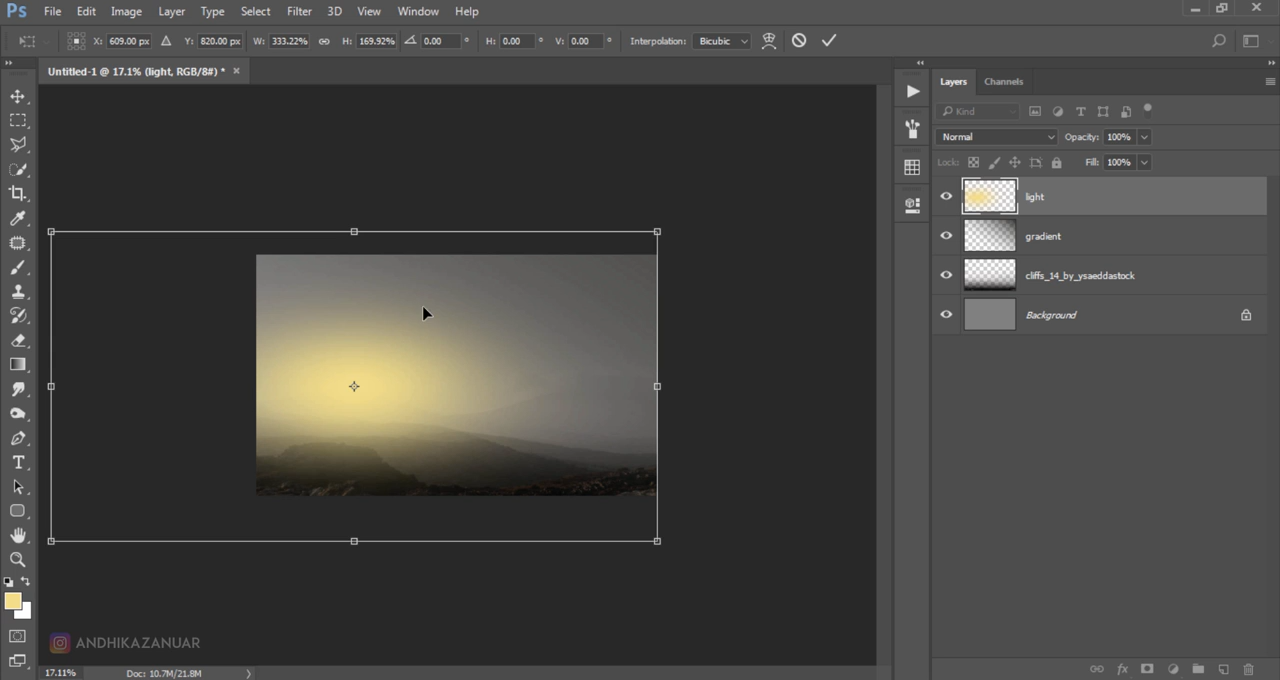 Ps File Edit Image Layer Type Select Filter 3D View Window Help
X: 609.00 px Y: 820.00 px W: 333.22% H: 169.92% 0.00 ° H: 0.00 ° V: 0.00 ° Interpolation: Bicubic
Untitled-1 @ 17.1% (light, RGB/8#) * ×
Layers Channels
Kind
Normal Opacity: 100%
Lock: Fill: 100%
light
gradient
cliffs_14_by_ysaeddastock
Background
ANDHIKAZANUAR
17.11% Doc: 10.7M/21.8M